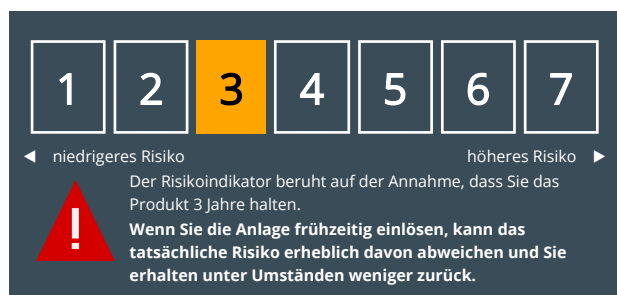 1 2 3 4 5 6 7
niedrigeres Risiko höheres Risiko
Der Risikoindikator beruht auf der Annahme, dass Sie das
Produkt 3 Jahre halten.
Wenn Sie die Anlage frühzeitig einlösen, kann das
tatsächliche Risiko erheblich davon abweichen und Sie
erhalten unter Umständen weniger zurück.